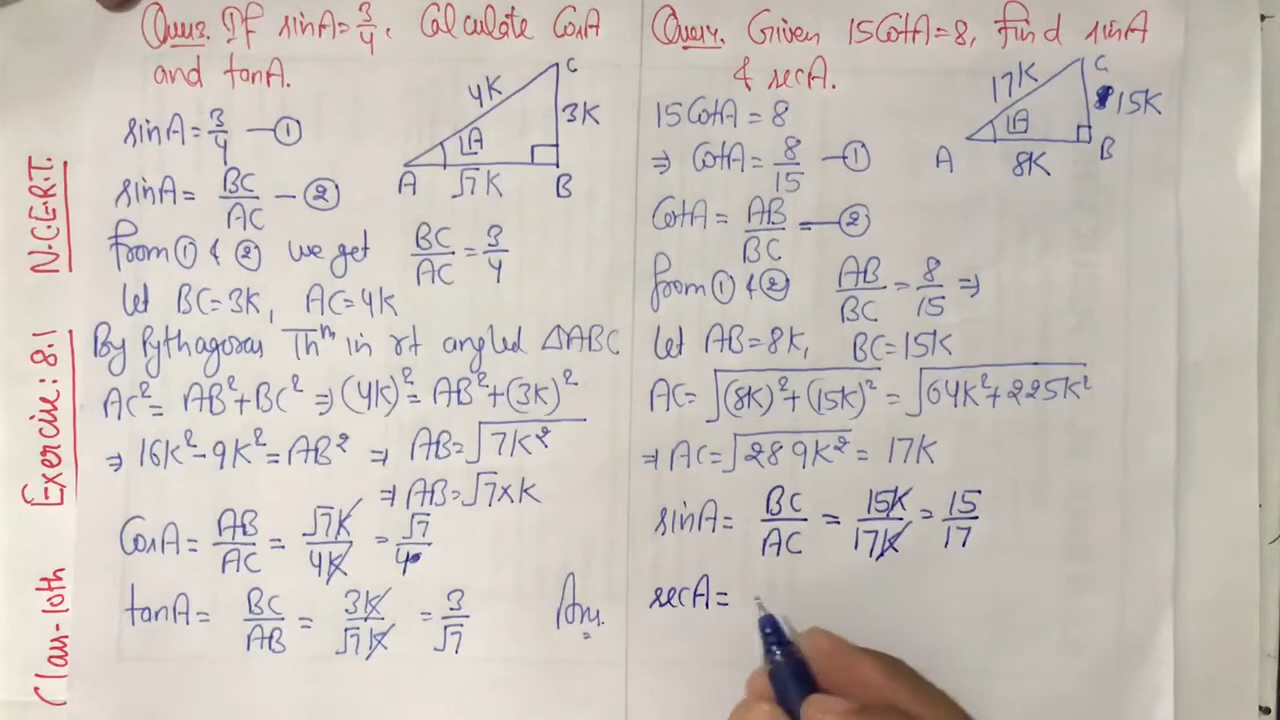 Class-10th Exercise: 8.1 N.C.E.R.T.
Ques3. If sinA=3/4, Calculate CosA
and tanA.
4K
C
3K
∠A
A
√7K
B
sinA=3/4 —①
sinA=BC/AC —②
from ① & ② we get BC/AC=3/4
let BC=3K, AC=4K
By Pythagoras Thᵐ in rt angled ΔABC
AC²=AB²+BC² ⇒(4K)²=AB²+(3K)²
⇒16K²-9K²=AB² ⇒ AB=√7K²
⇒ AB=√7×K
CosA=AB/AC=√7K/4K=√7/4
tanA=BC/AB=3K/√7K=3/√7 Ans.
Ques4. Given 15CotA=8, find sinA
& secA.
17K
C
15K
∠A
A
8K
B
15CotA=8
⇒ CotA=8/15 —①
CotA=AB/BC —②
from ① & ② AB/BC=8/15 ⇒
let AB=8K, BC=15K
AC=√(8K)²+(15K)²=√64K²+225K²
⇒AC=√289K²=17K
sinA=BC/AC=15K/17K=15/17
secA=